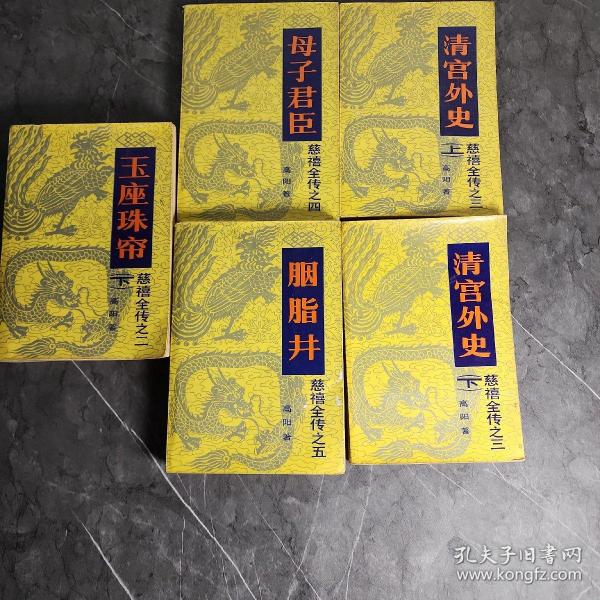 母子君臣
慈禧全传之四
高阳著
清宫外史
(上)
慈禧全传之三
高阳著
玉座珠帘
(下)
慈禧全传之二
高阳著
胭脂井
慈禧全传之五
高阳著
清宫外史
(下)
慈禧全传之三
高阳著
孔夫子旧书网
www.kongfz.com